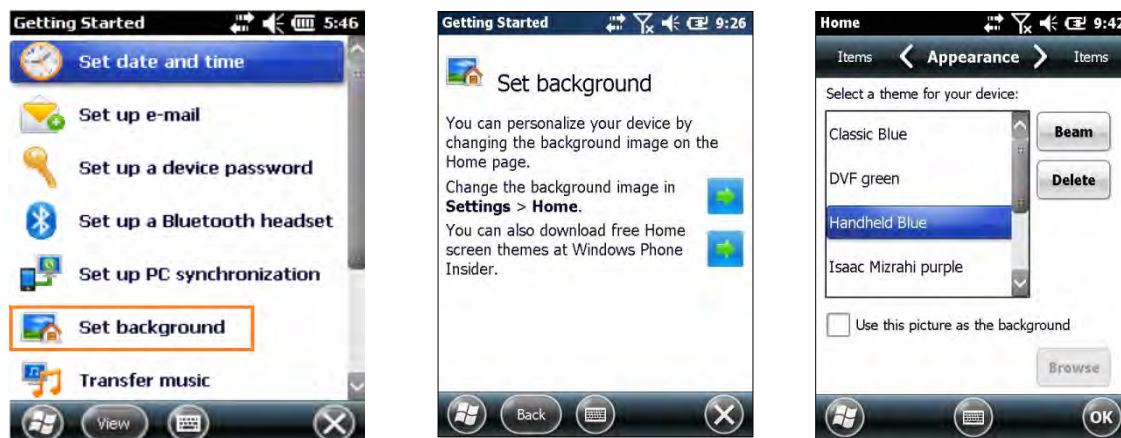 Getting Started 5:46
Set date and time
Set up e-mail
Set up a device password
Set up a Bluetooth headset
Set up PC synchronization
Set background
Transfer music
View
Getting Started 9:26
Set background
You can personalize your device by
changing the background image on the
Home page.
Change the background image in
Settings > Home.
You can also download free Home
screen themes at Windows Phone
Insider.
Back
Home 9:42
Items Appearance Items
Select a theme for your device:
Classic Blue
Beam
DVF green
Delete
Handheld Blue
Isaac Mizrahi purple
Use this picture as the background
Browse
OK